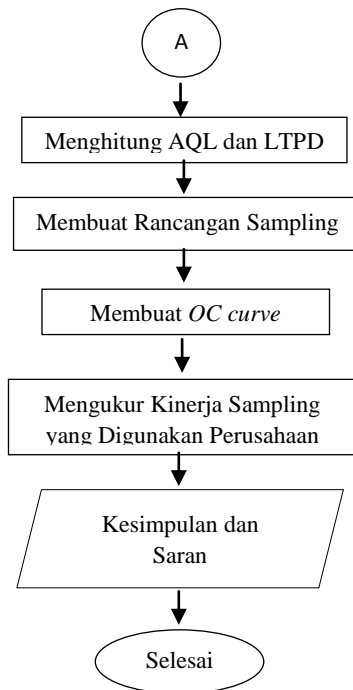 A
Menghitung AQL dan LTPD
Membuat Rancangan Sampling
Membuat OC curve
Mengukur Kinerja Sampling
yang Digunakan Perusahaan
Kesimpulan dan
Saran
Selesai